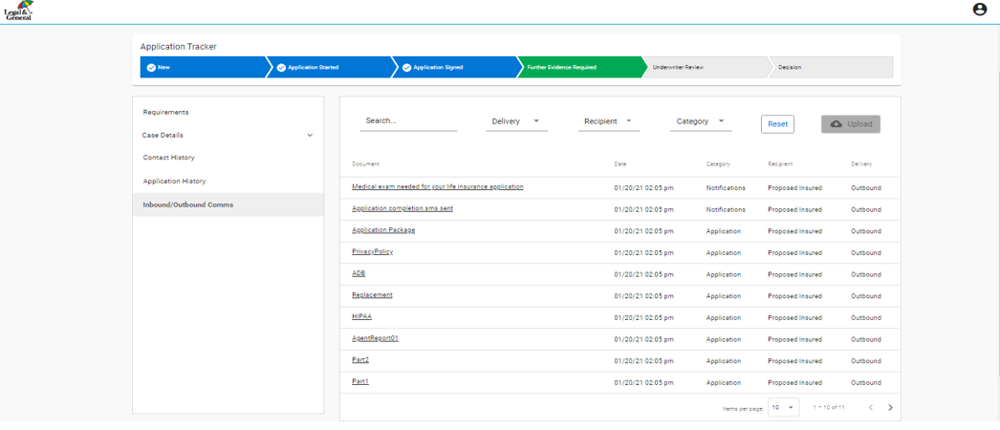 Legal &
General
Application Tracker
New
Application Started
Application Signed
Further Evidence Required
Underwriter Review
Decision
Requirements
Case Details
Contact History
Application History
Inbound/Outbound Comms
Search...
Delivery
Recipient
Category
Reset
Upload
Document Date Category Recipient Delivery
Medical exam needed for your life insurance application 01/20/21 02:05 pm Notifications Proposed Insured Outbound
Application completion sms sent 01/20/21 02:05 pm Notifications Proposed Insured Outbound
Application Package 01/20/21 02:05 pm Application Proposed Insured Outbound
PrivacyPolicy 01/20/21 02:05 pm Application Proposed Insured Outbound
ADB 01/20/21 02:05 pm Application Proposed Insured Outbound
Replacement 01/20/21 02:05 pm Application Proposed Insured Outbound
HIPAA 01/20/21 02:05 pm Application Proposed Insured Outbound
AgentReport01 01/20/21 02:05 pm Application Proposed Insured Outbound
Part2 01/20/21 02:05 pm Application Proposed Insured Outbound
Part1 01/20/21 02:05 pm Application Proposed Insured Outbound
Items per page: 10 1 – 10 of 11